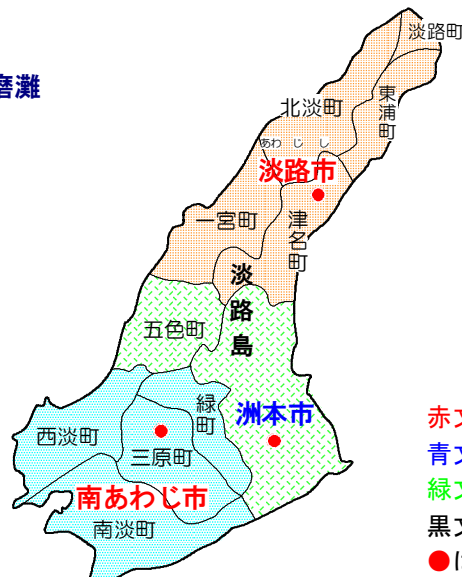 淡路町
磨灘
東浦町
北淡町
あわじし
淡路市
一宮町
津名町
淡路島
五色町
緑町
洲本市
西淡町
三原町
南あわじ市
南淡町
赤文
青文
緑文
黒文
●は